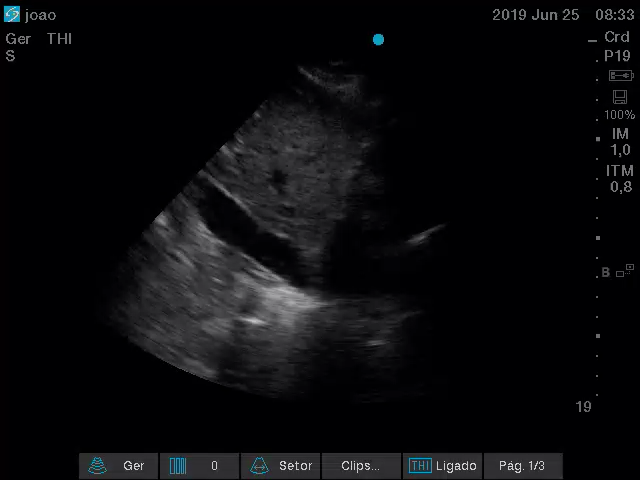 joao
2019 Jun 25 08:33
Ger THI
S
Crd
P19
100%
IM
1,0
ITM
0,8
B
19
Ger
0
Setor
Clips...
THI Ligado
Pág. 1/3